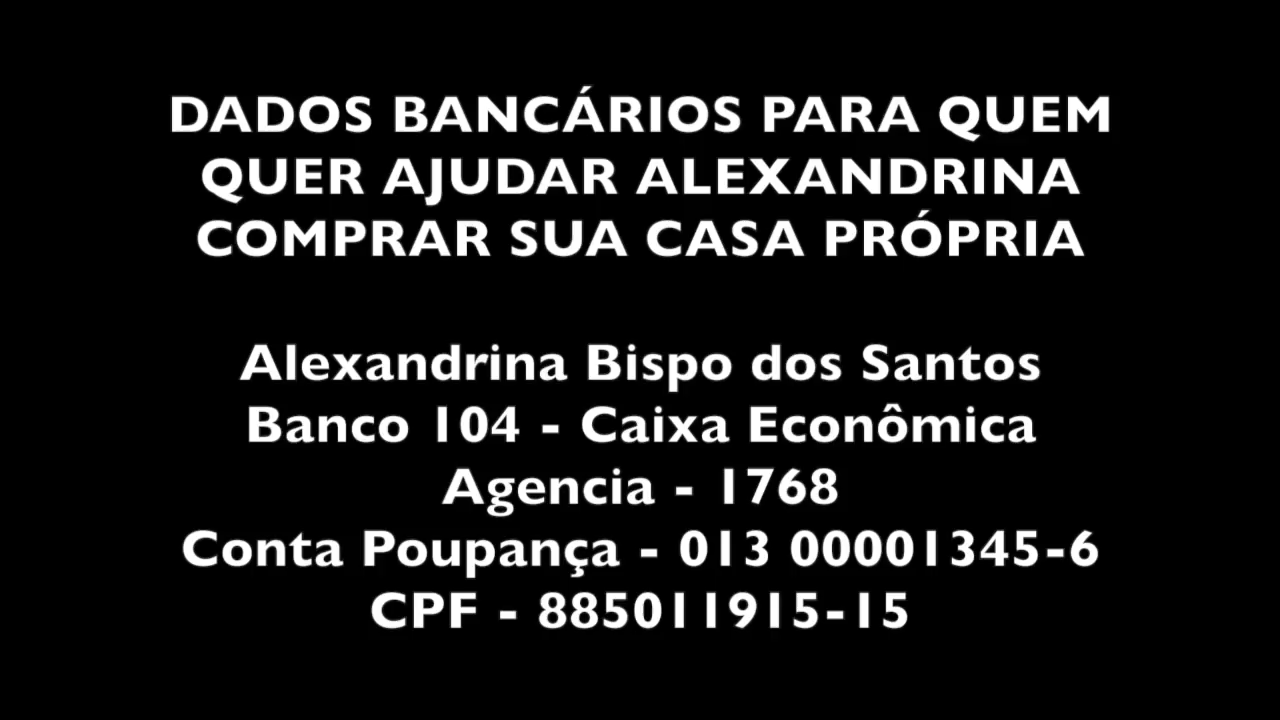 DADOS BANCÁRIOS PARA QUEM
QUER AJUDAR ALEXANDRINA
COMPRAR SUA CASA PRÓPRIA
Alexandrina Bispo dos Santos
Banco 104 - Caixa Econômica
Agencia - 1768
Conta Poupança - 013 00001345-6
CPF - 885011915-15